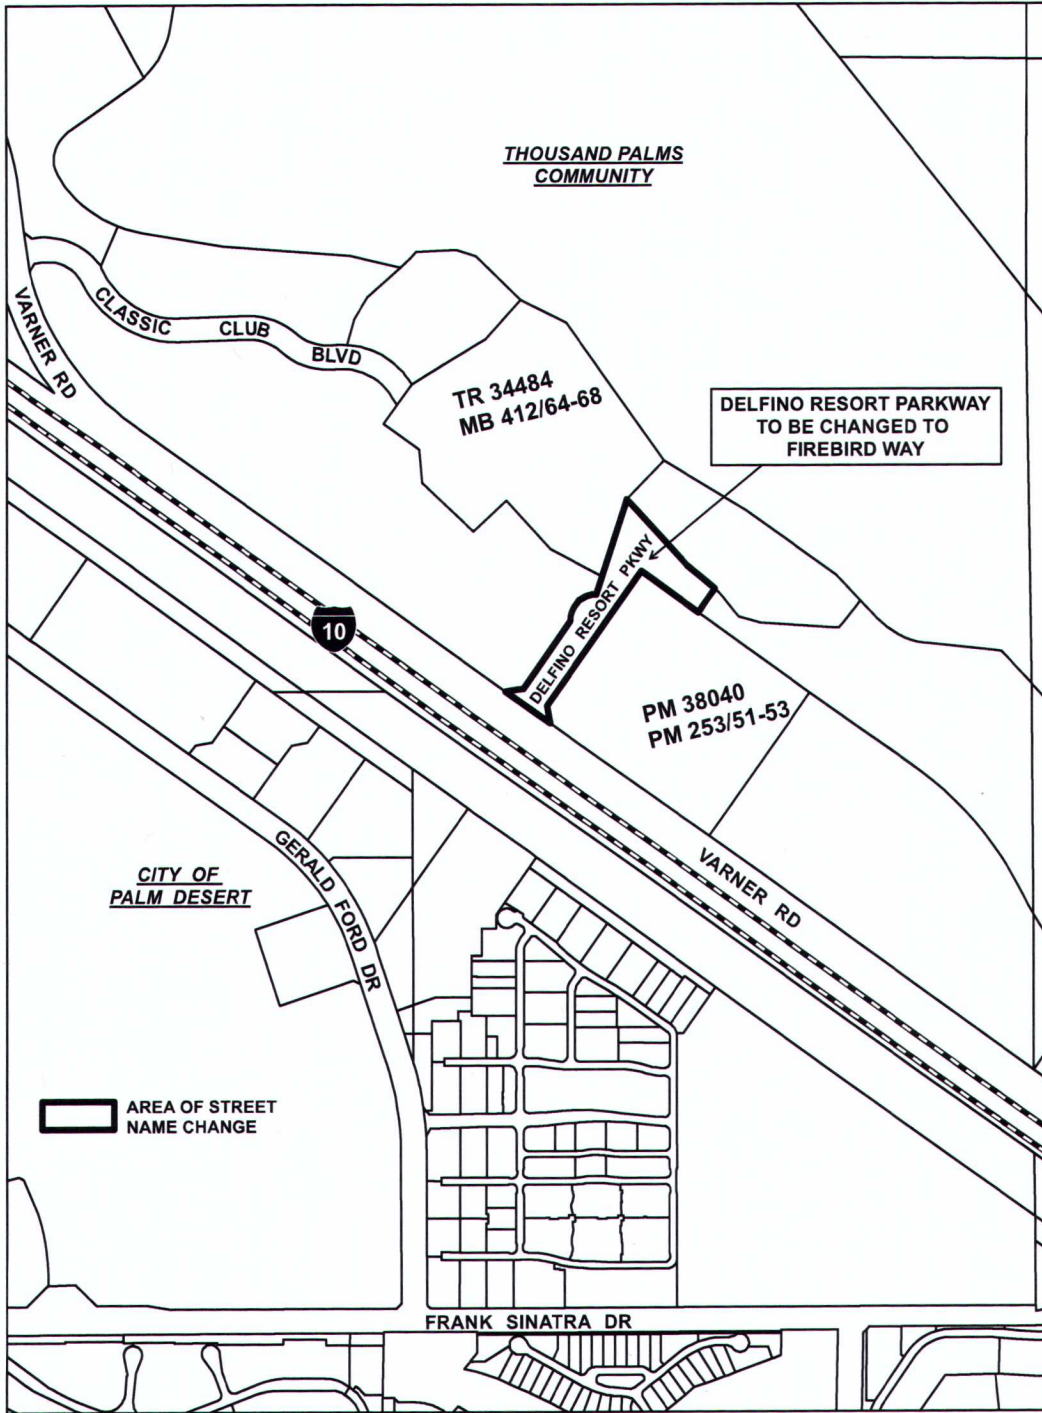 THOUSAND PALMS
COMMUNITY
VARNER RD
CLASSIC CLUB BLVD
TR 34484
MB 412/64-68
DELFINO RESORT PARKWAY
TO BE CHANGED TO
FIREBIRD WAY
DELFINO RESORT PKWY
10
PM 38040
PM 253/51-53
VARNER RD
GERALD FORD DR
CITY OF
PALM DESERT
AREA OF STREET
NAME CHANGE
FRANK SINATRA DR